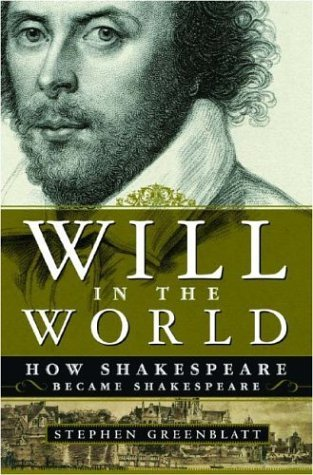 WILL
IN THE
WORLD
HOW SHAKESPEARE
BECAME SHAKESPEARE
STEPHEN GREENBLATT